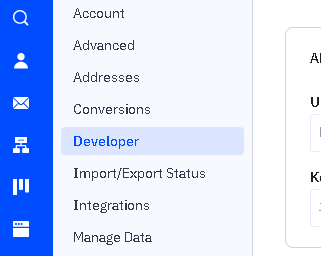 Account
Advanced
Addresses
Conversions
Developer
Import/Export Status
Integrations
Manage Data